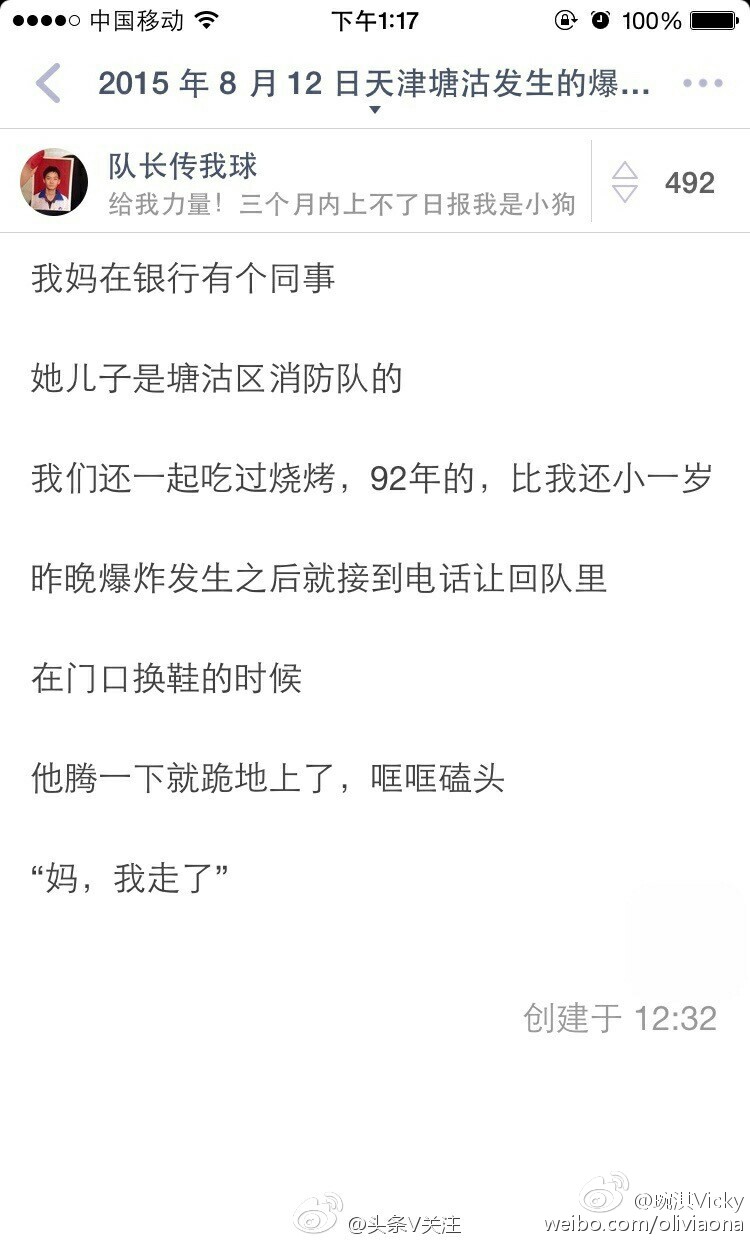 中国移动 下午1:17 100%
2015 年 8 月 12 日天津塘沽发生的爆...
队长传我球
给我力量！三个月内上不了日报我是小狗
492
我妈在银行有个同事
她儿子是塘沽区消防队的
我们还一起吃过烧烤，92年的，比我还小一岁
昨晚爆炸发生之后就接到电话让回队里
在门口换鞋的时候
他腾一下就跪地上了，哐哐磕头
“妈，我走了”
创建于 12:32
@头条V关注
@琬淇Vicky
weibo.com/oliviaona